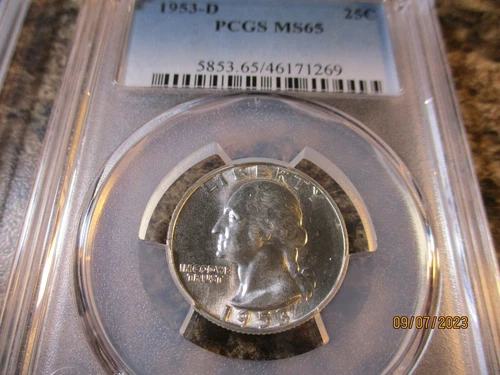 1953-D 25C
PCGS MS65
5853.65/46171269
LIBERTY
IN GOD WE
TRUST
1953
09/07/2023